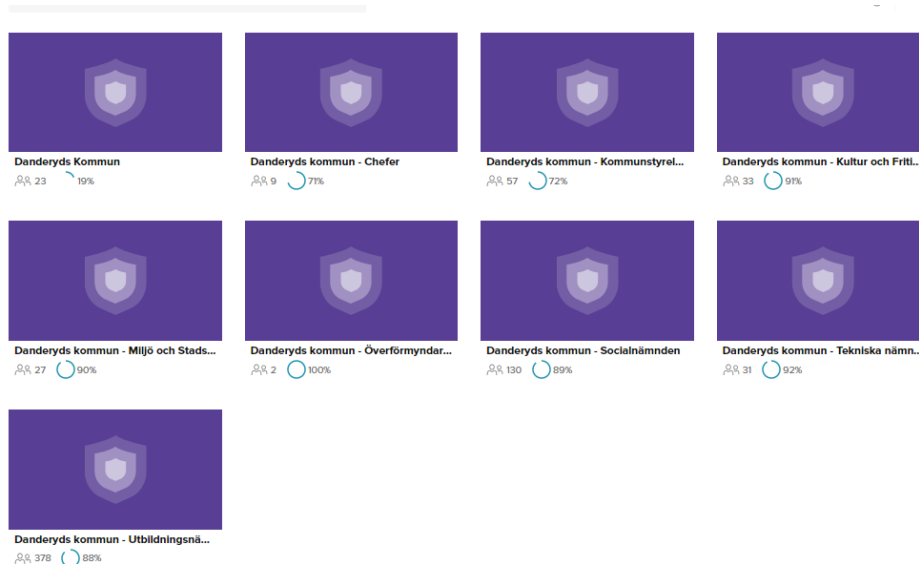 Danderyds Kommun
23 19%
Danderyds kommun - Chefer
9 71%
Danderyds kommun - Kommunstyrel...
57 72%
Danderyds kommun - Kultur och Friti...
33 91%
Danderyds kommun - Miljö och Stads...
27 90%
Danderyds kommun - Överförmyndar...
2 100%
Danderyds kommun - Socialnämnden
130 89%
Danderyds kommun - Tekniska nämn...
31 92%
Danderyds kommun - Utbildningsnä...
378 88%